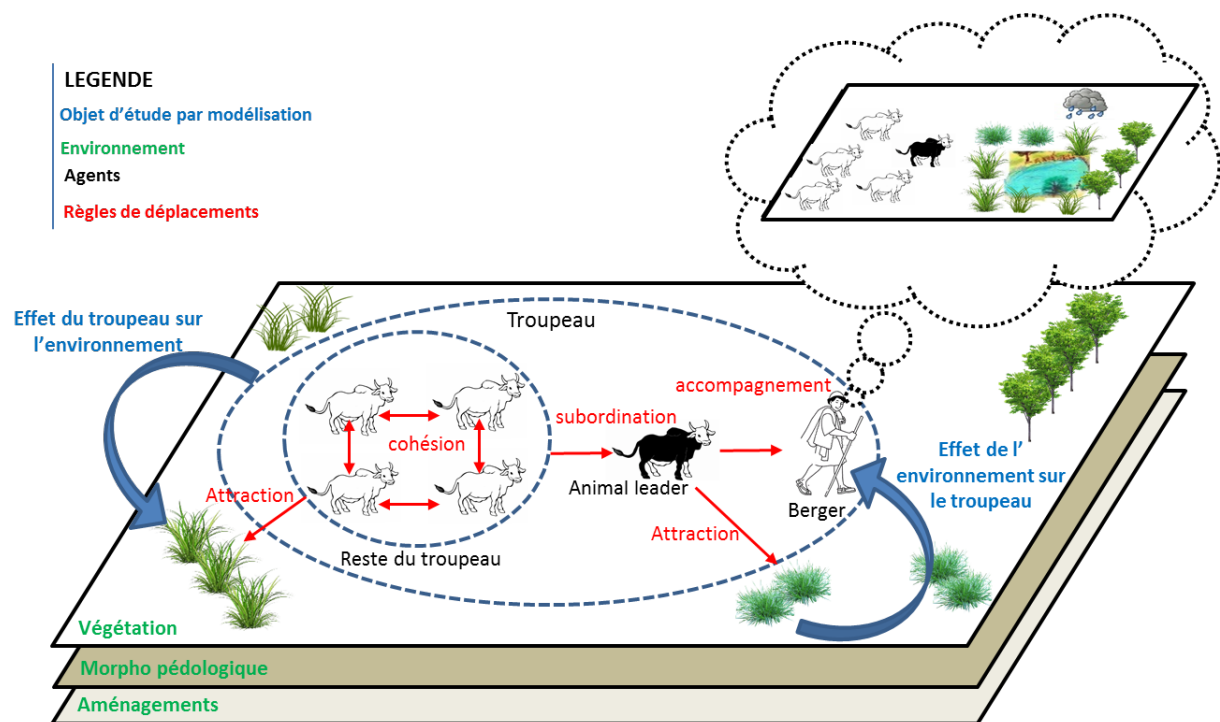 LEGENDE
Objet d'étude par modélisation
Environnement
Agents
Règles de déplacements
Effet du troupeau sur
l'environnement
Troupeau
accompagnement
subordination
cohésion
Animal leader
Berger
Effet de l'
environnement sur
le troupeau
Attraction
Attraction
Reste du troupeau
Végétation
Morpho pédologique
Aménagements